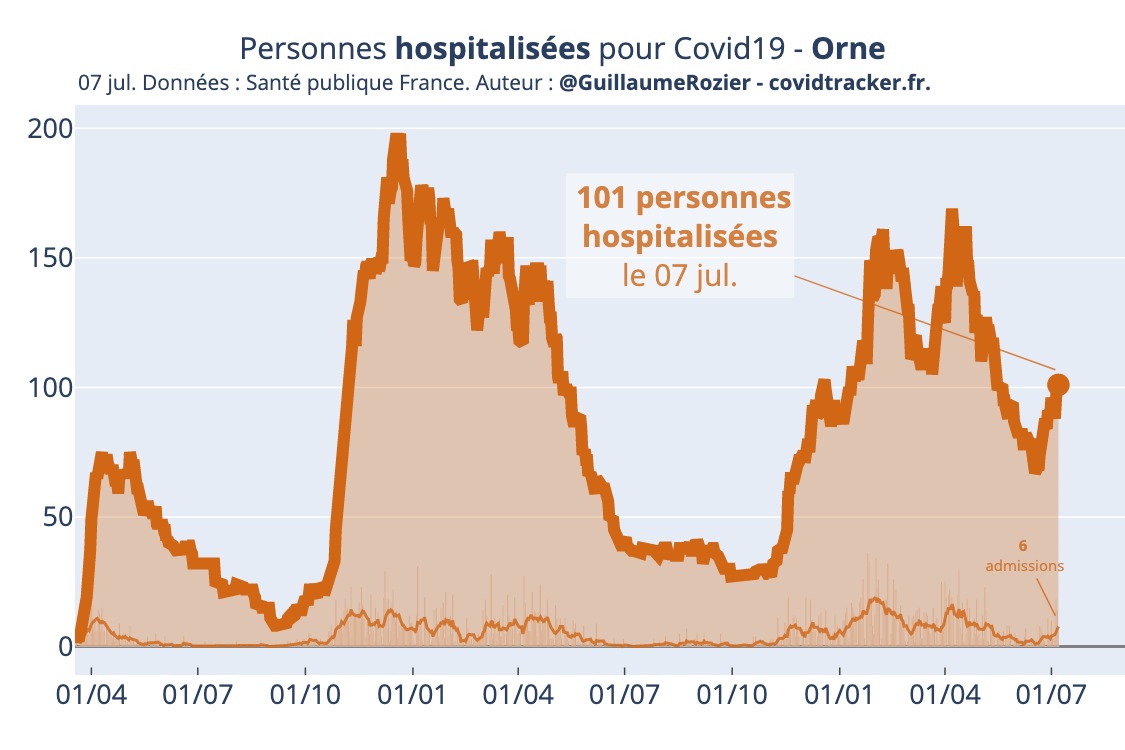 Personnes hospitalisées pour Covid19 - Orne
07 jul. Données : Santé publique France. Auteur : @GuillaumeRozier - covidtracker.fr.
200
150
100
50
0
101 personnes
hospitalisées
le 07 jul.
6
admissions
01/04 01/07 01/10 01/01 01/04 01/07 01/10 01/01 01/04 01/07